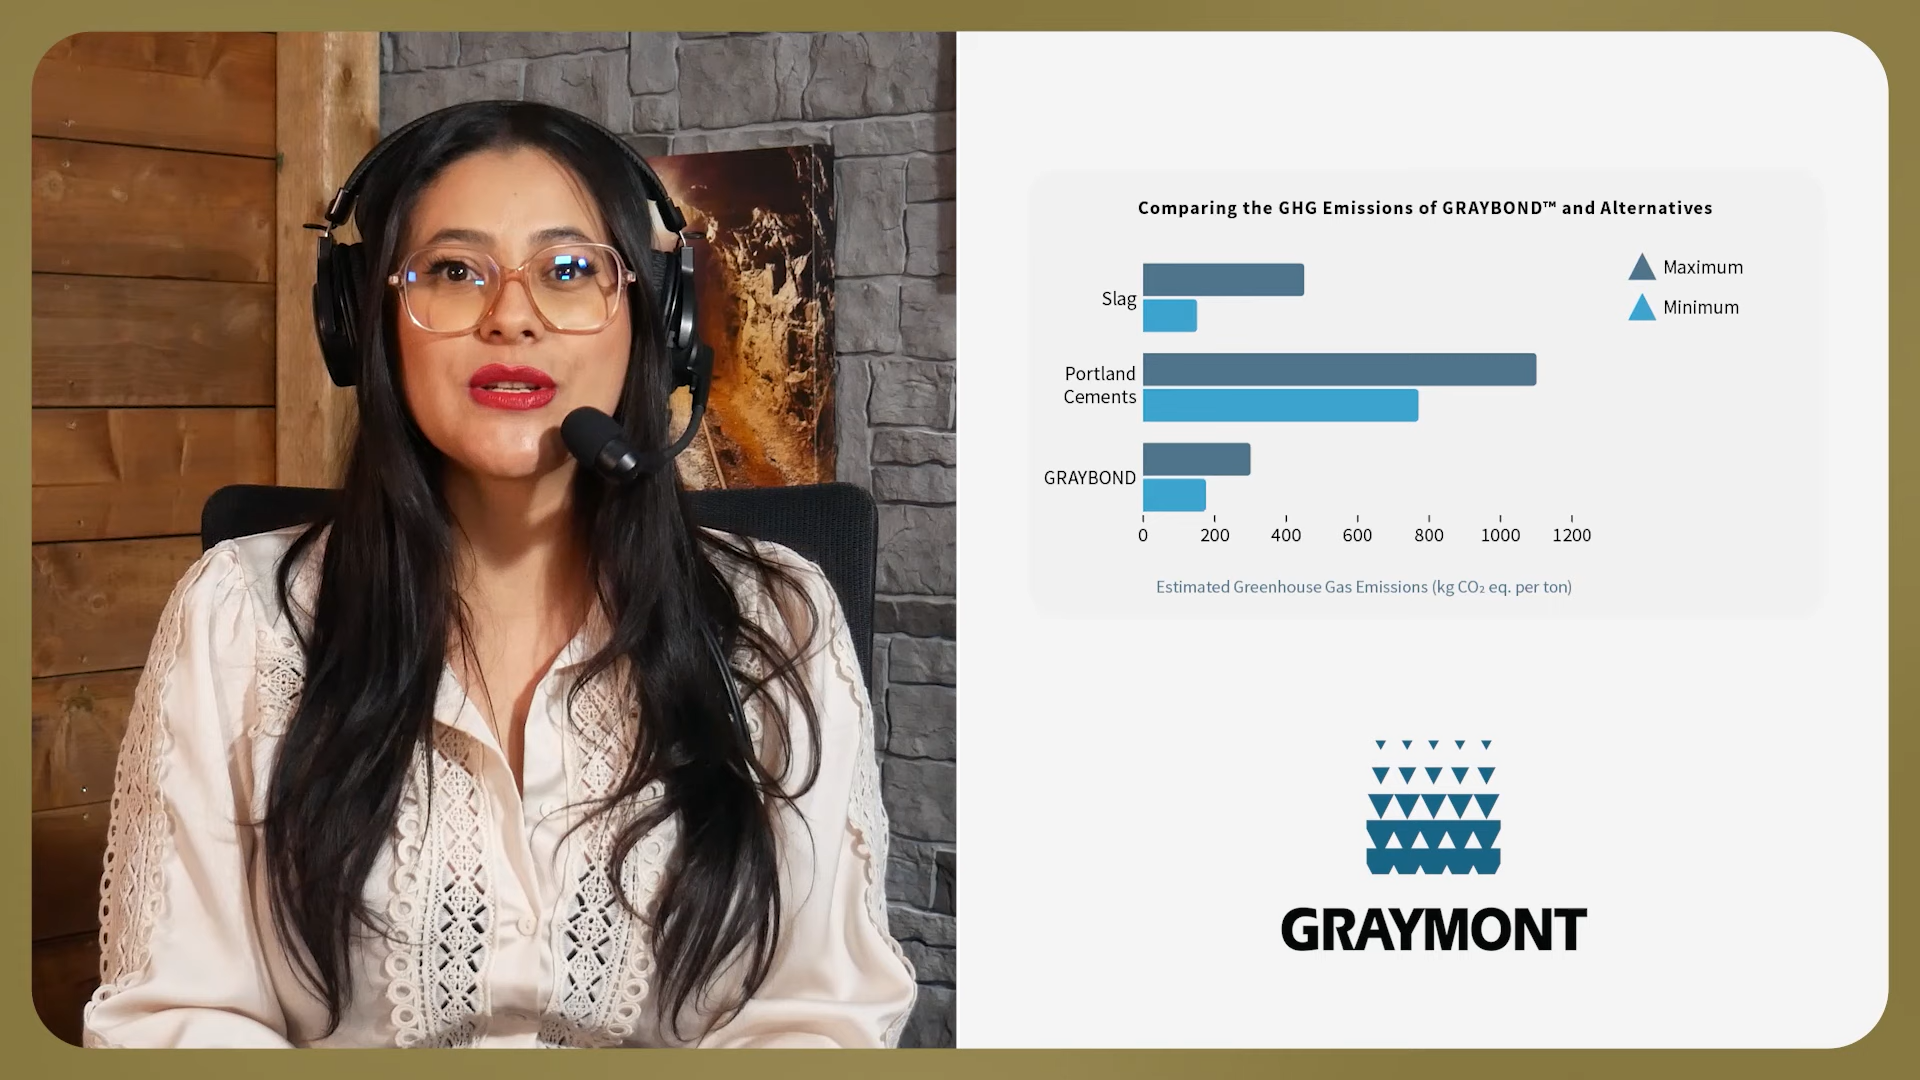 Comparing the GHG Emissions of GRAYBOND™ and Alternatives
Maximum
Minimum
Slag
Portland
Cements
GRAYBOND
0 200 400 600 800 1000 1200
Estimated Greenhouse Gas Emissions (kg CO₂ eq. per ton)
GRAYMONT